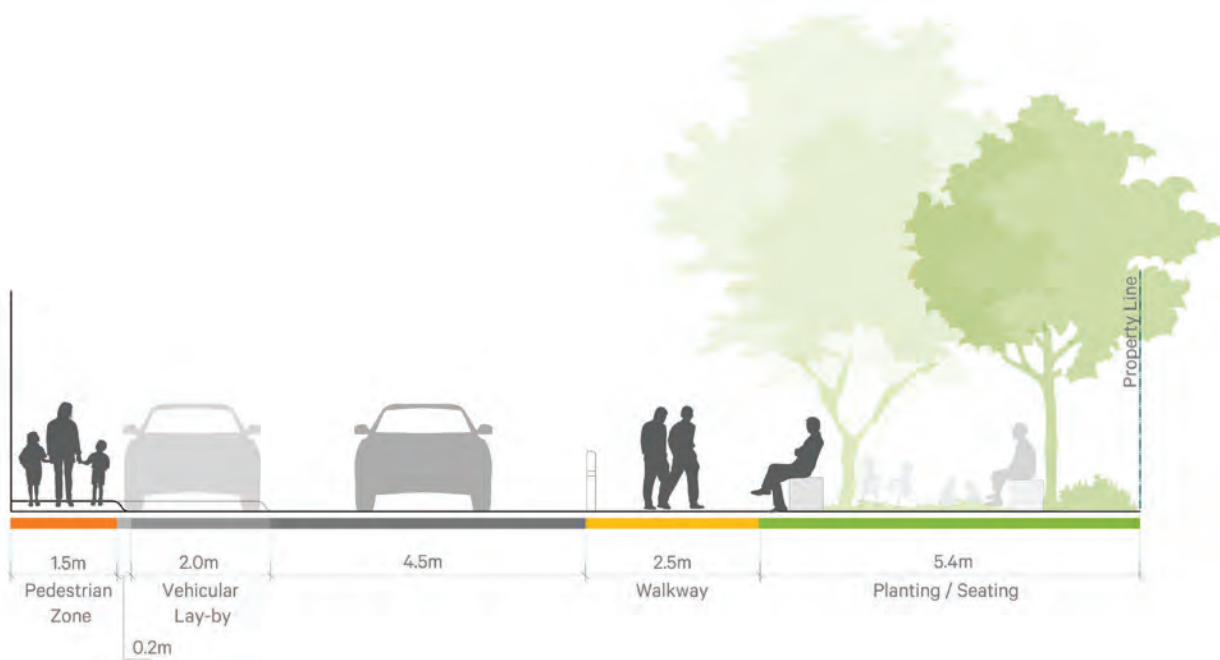 Property Line
1.5m
2.0m
4.5m
2.5m
5.4m
Pedestrian
Zone
Vehicular
Lay-by
Walkway
Planting / Seating
0.2m